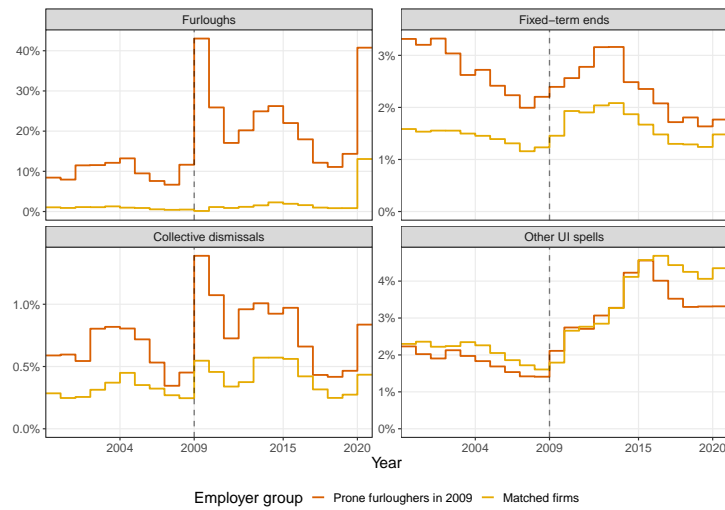 Furloughs
Fixed−term ends
40%
30%
20%
10%
0%
3%
2%
1%
0%
Collective dismissals
Other UI spells
1.0%
0.5%
0.0%
4%
3%
2%
1%
0%
2004 2009 2015 2020
2004 2009 2015 2020
Year
Employer group Prone furloughers in 2009 Matched firms